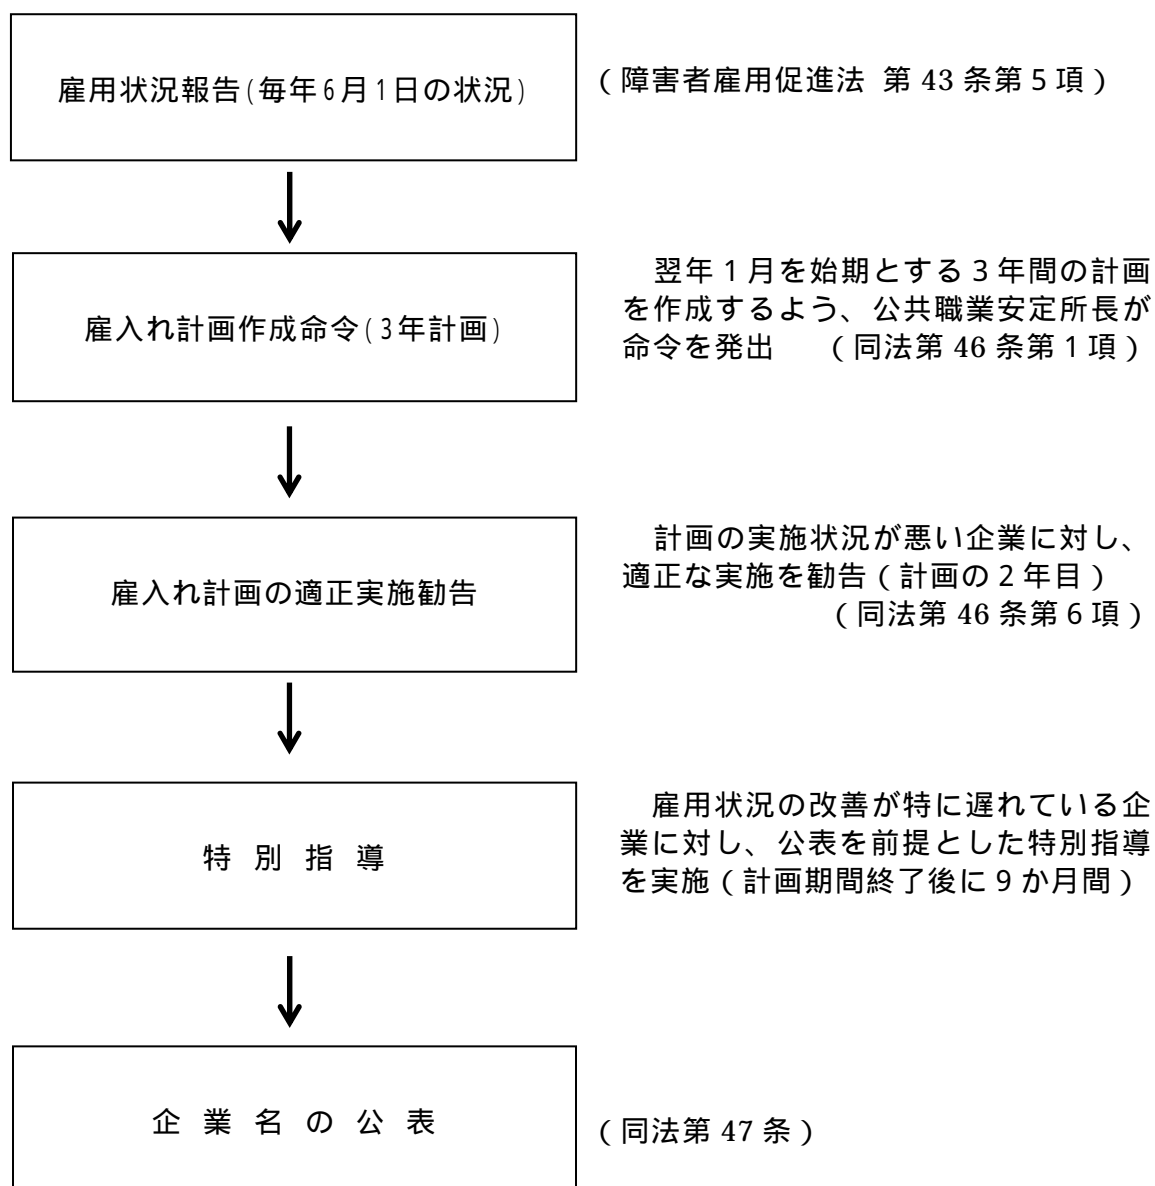 雇用状況報告(毎年6月1日の状況)
(障害者雇用促進法 第43条第5項)
雇入れ計画作成命令(3年計画)
翌年1月を始期とする3年間の計画
を作成するよう、公共職業安定所長が
命令を発出 (同法第46条第1項)
雇入れ計画の適正実施勧告
計画の実施状況が悪い企業に対し、
適正な実施を勧告(計画の2年目)
(同法第46条第6項)
特別指導
雇用状況の改善が特に遅れている企
業に対し、公表を前提とした特別指導
を実施(計画期間終了後に9か月間)
企業名の公表
(同法第47条)